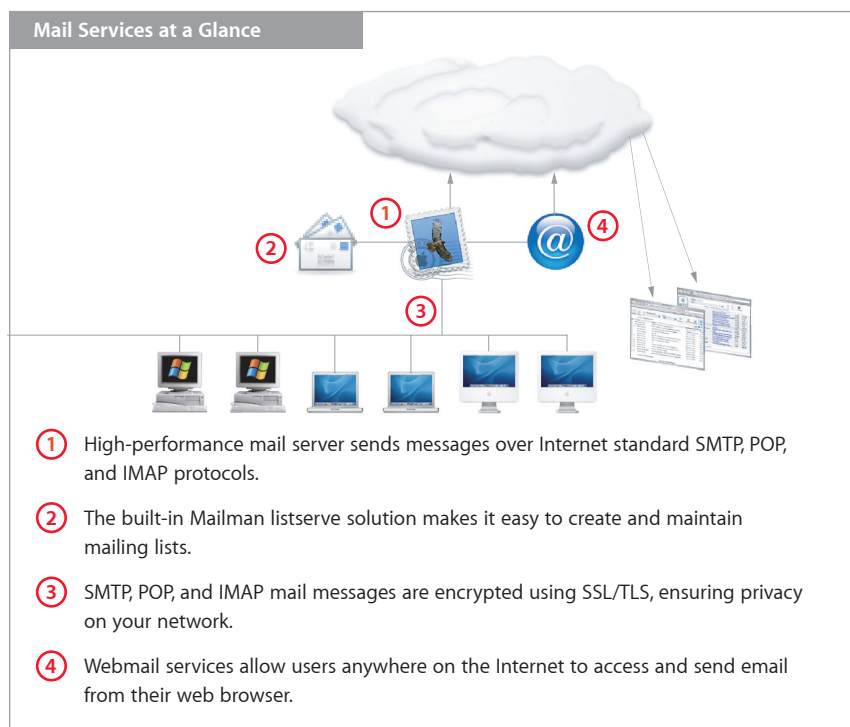 Mail Services at a Glance
1
4
2
3
1 High-performance mail server sends messages over Internet standard SMTP, POP,
and IMAP protocols.
2 The built-in Mailman listserve solution makes it easy to create and maintain
mailing lists.
3 SMTP, POP, and IMAP mail messages are encrypted using SSL/TLS, ensuring privacy
on your network.
4 Webmail services allow users anywhere on the Internet to access and send email
from their web browser.